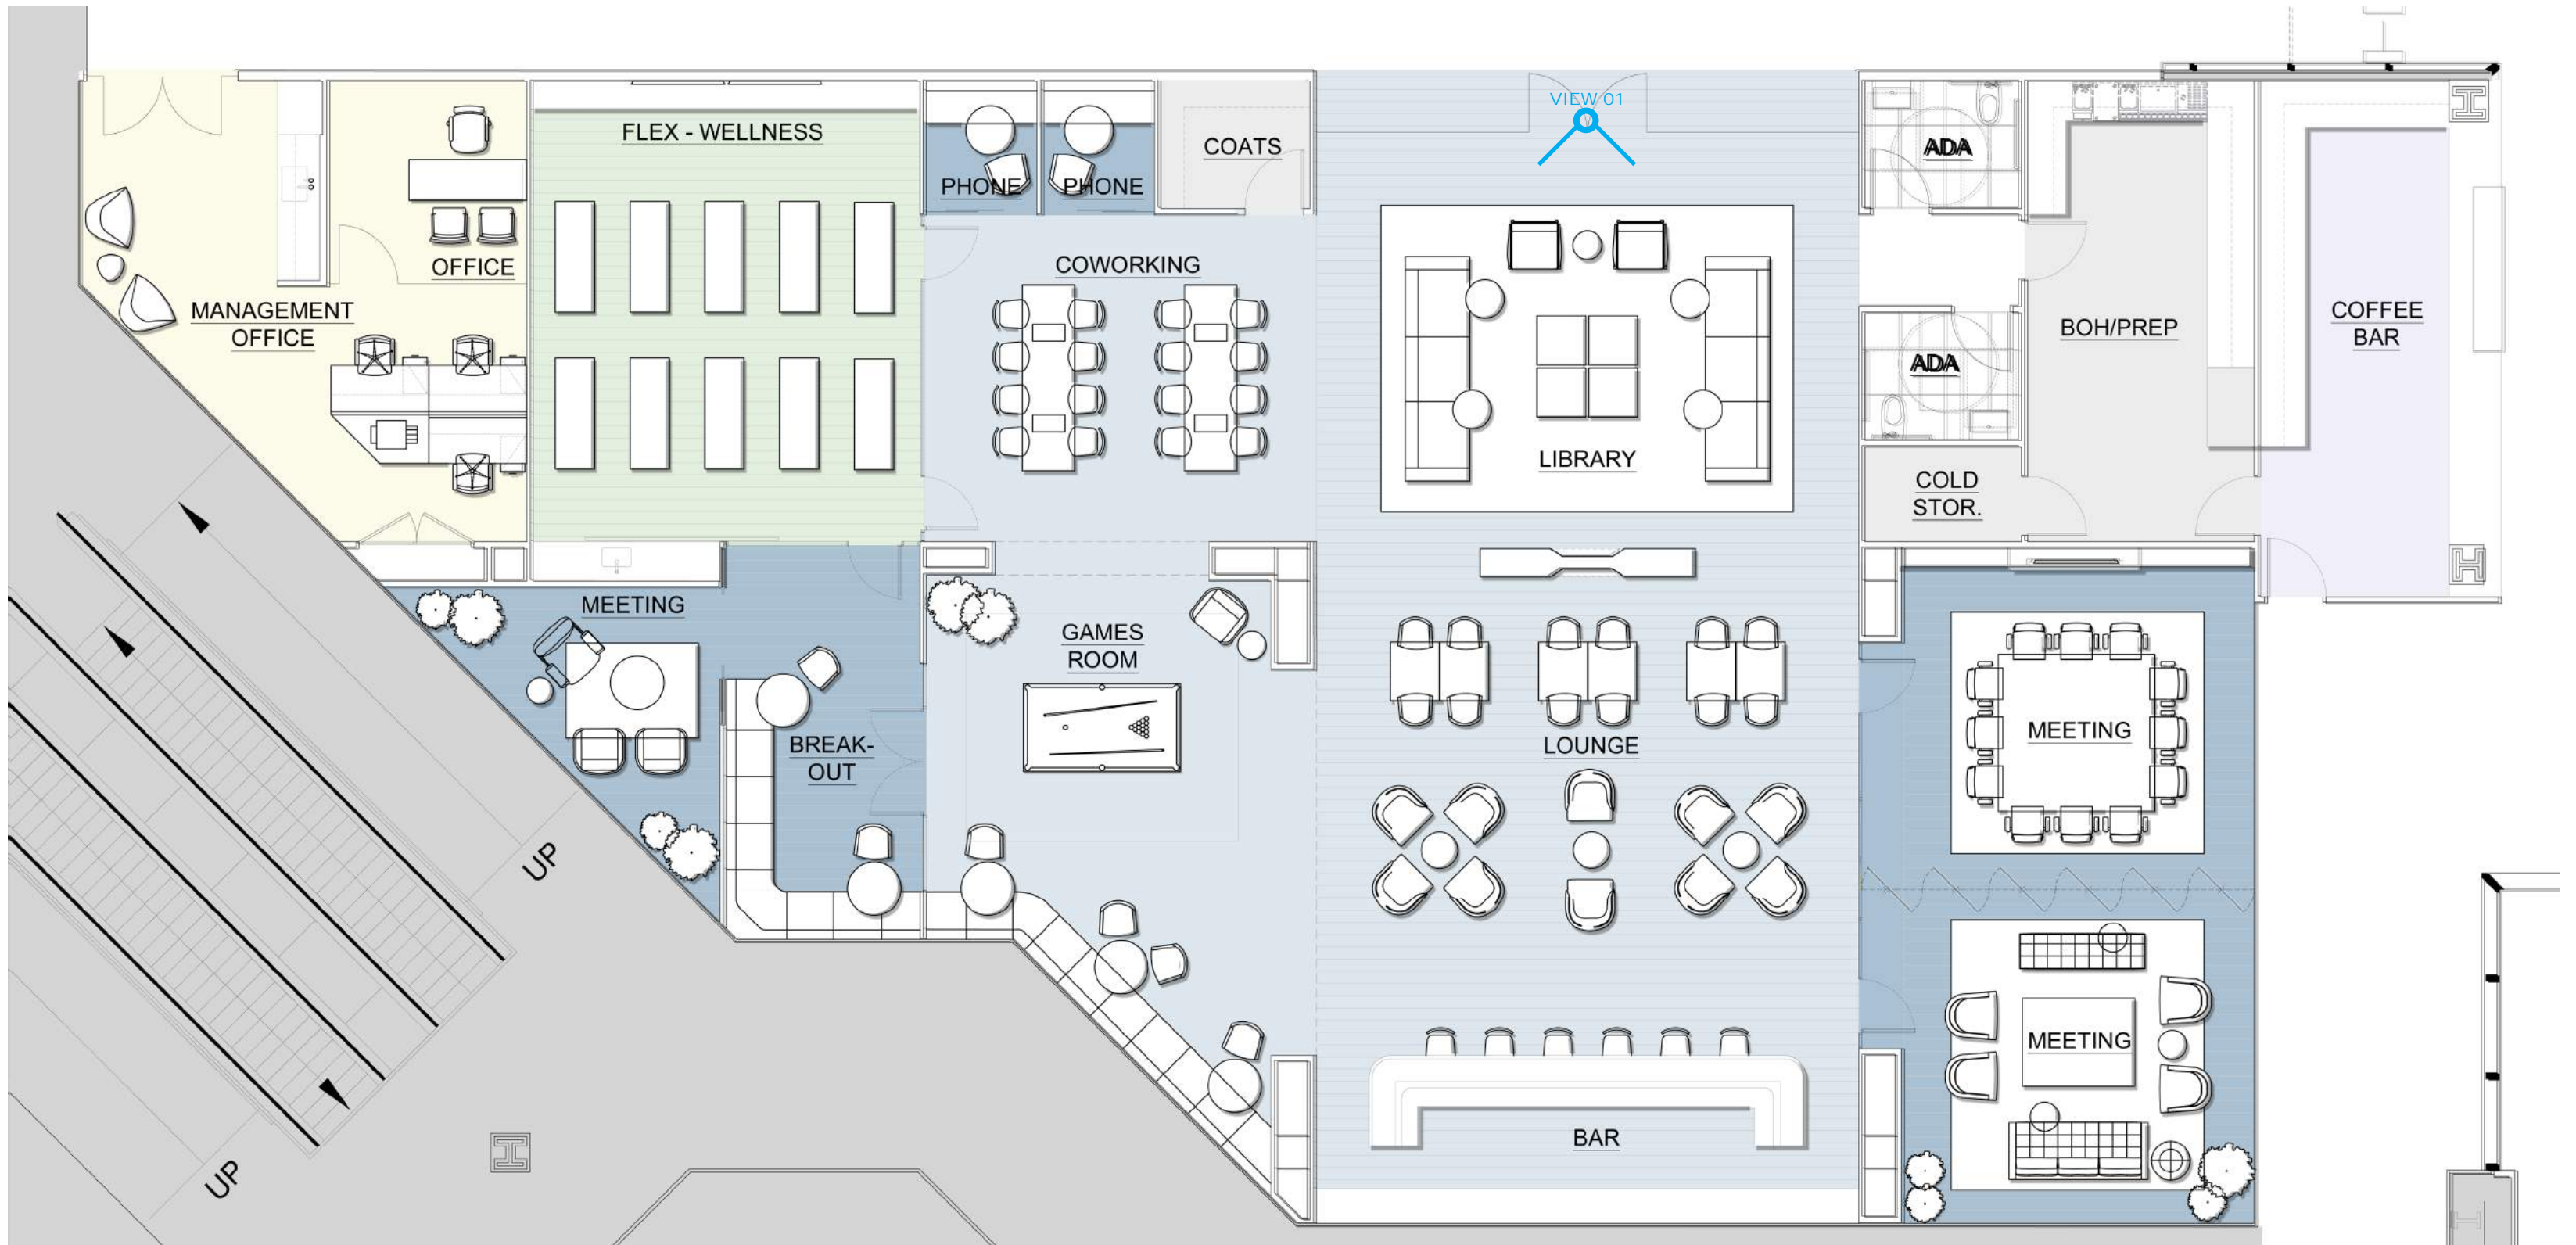 VIEW 01
FLEX - WELLNESS
COATS
ADA
PHONE
PHONE
OFFICE
COWORKING
MANAGEMENT
OFFICE
COFFEE
BAR
BOH/PREP
ADA
LIBRARY
COLD
STOR.
MEETING
GAMES
ROOM
MEETING
BREAK-
OUT
LOUNGE
UP
MEETING
BAR
UP